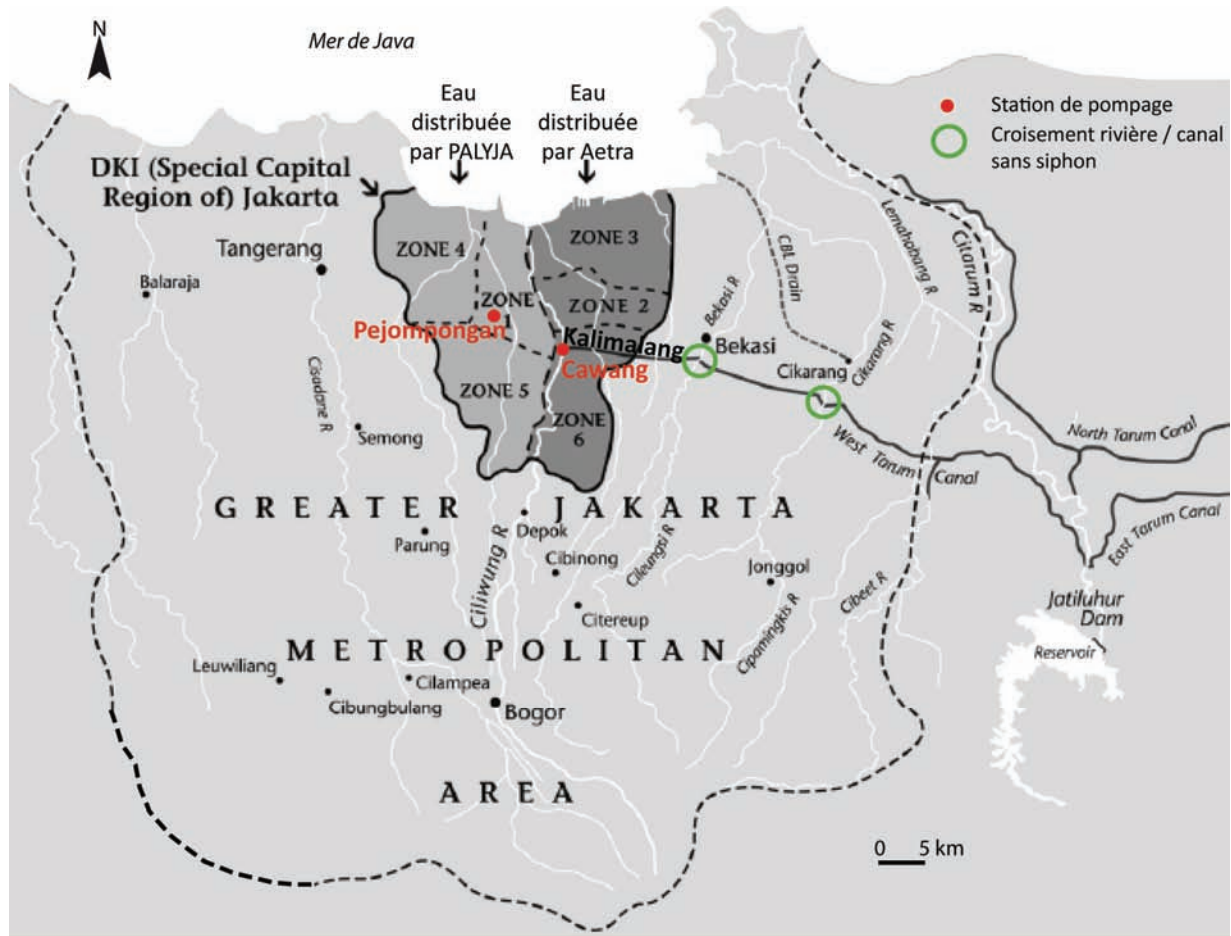 N
Mer de Java
Eau
distribuée
par PALYJA
Eau
distribuée
par Aetra
Station de pompage
Croisement rivière / canal
sans siphon
DKI (Special Capital
Region of) Jakarta
Tangerang
Balaraja
ZONE 4
ZONE 3
ZONE
1
ZONE 2
Pejompongan
Kalimalang
Cawang
ZONE 5
ZONE
6
Bekasi R
Bekasi
CBL Drain
Lemahabang R
Citarum R
Cikarang
Cikarang R
Cisadane R
Semong
West Tarum Canal
North Tarum Canal
East Tarum Canal
GREATER JAKARTA
Parung
Depok
Ciliwung R
Cibinong
Cileungsi R
Citereup
Jonggol
Cipamingkis R
Cibeet R
Jatiluhur
Dam
Reservoir
METROPOLITAN
Leuwiliang
Cibungbulang
Cilampea
Bogor
AREA
0 5 km